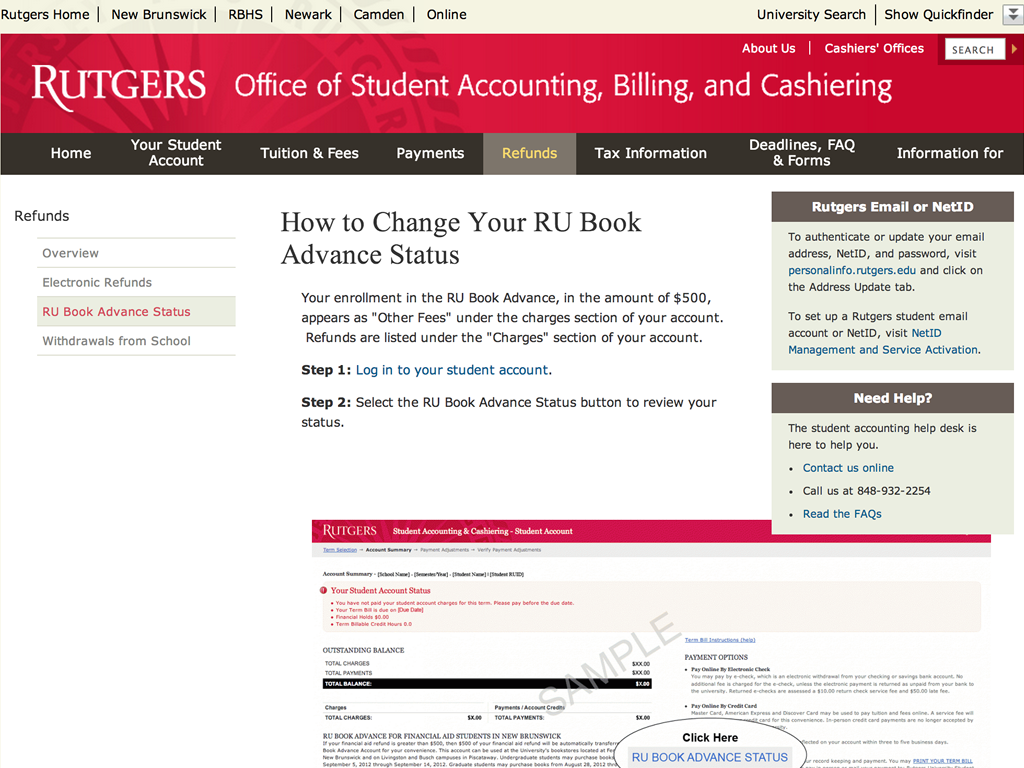 Rutgers Home | New Brunswick | RBHS | Newark | Camden | Online
University Search | Show Quickfinder
About Us | Cashiers' Offices
SEARCH
RUTGERS Office of Student Accounting, Billing, and Cashiering
Home
Your Student
Account
Tuition & Fees
Payments
Refunds
Tax Information
Deadlines, FAQ
& Forms
Information for
Refunds
Overview
Electronic Refunds
RU Book Advance Status
Withdrawals from School
How to Change Your RU Book
Advance Status
Your enrollment in the RU Book Advance, in the amount of $500,
appears as "Other Fees" under the charges section of your account.
Refunds are listed under the "Charges" section of your account.
Step 1: Log in to your student account.
Step 2: Select the RU Book Advance Status button to review your
status.
Rutgers Email or NetID
To authenticate or update your email
address, NetID, and password, visit
personalinfo.rutgers.edu and click on
the Address Update tab.
To set up a Rutgers student email
account or NetID, visit NetID
Management and Service Activation.
Need Help?
The student accounting help desk is
here to help you.
• Contact us online
• Call us at 848-932-2254
• Read the FAQs
RUTGERS Student Accounting & Cashiering - Student Account
Term Selection → Account Summary → Payment Adjustments → Verify Payment Adjustments
Account Summary - [School Name] - [Semester/Year] - [Student Name] | [Student RUID]
Your Student Account Status
• You have not paid your student account charges for this term. Please pay before the due date.
• Your Term Bill is due on [Due Date]
• Financial Holds $0.00
• Term Billable Credit Hours 0.0
OUTSTANDING BALANCE
TOTAL CHARGES $XX.00
TOTAL PAYMENTS $XX.00
TOTAL BALANCE: $X.00
Charges
TOTAL CHARGES: $X.00
Payments / Account Credits
TOTAL PAYMENTS: $X.00
RU BOOK ADVANCE FOR FINANCIAL AID STUDENTS IN NEW BRUNSWICK
If your financial aid refund is greater than $500, then $500 of your financial aid refund will be automatically
Book Advance Account for your convenience. This account can be used at the University's bookstores located at
New Brunswick and on Livingston and Busch campuses in Piscataway. Undergraduate students may purchase
September 5, 2012 through September 14, 2012. Graduate students may purchase books from August 28, 2012
SAMPLE
Term Bill Instructions (help)
PAYMENT OPTIONS
• Pay Online By Electronic Check
You may pay by e-check, which is an electronic withdrawal from your checking or savings bank account. No
additional fee is charged for the e-check, unless the electronic payment is returned as unpaid from your bank to
the university. Returned e-checks are assessed a $10.00 return check service fee and $50.00 late fee.
• Pay Online By Credit Card
Master Card, American Express and Discover Card may be used to pay tuition and fees online. A service fee will
credit card for this convenience. In-person credit card payments are no longer accepted by
reflected on your account within three to five business days.
record keeping and payment. You may PRINT YOUR TERM BILL
Click Here
RU BOOK ADVANCE STATUS